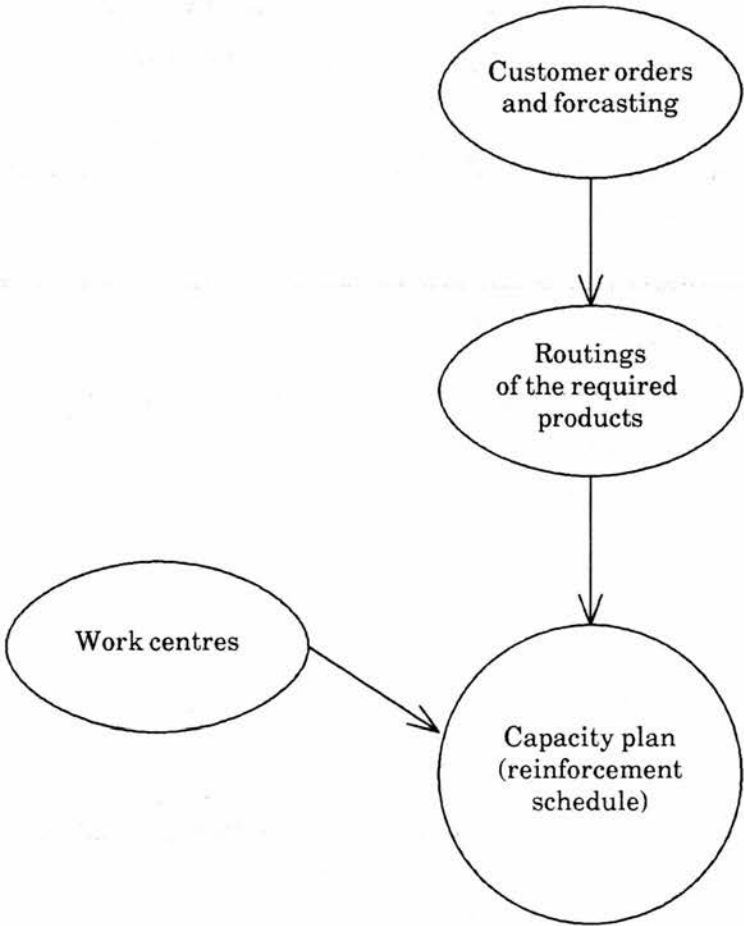 Customer orders
and forcasting
Routings
of the required
products
Work centres
Capacity plan
(reinforcement
schedule)